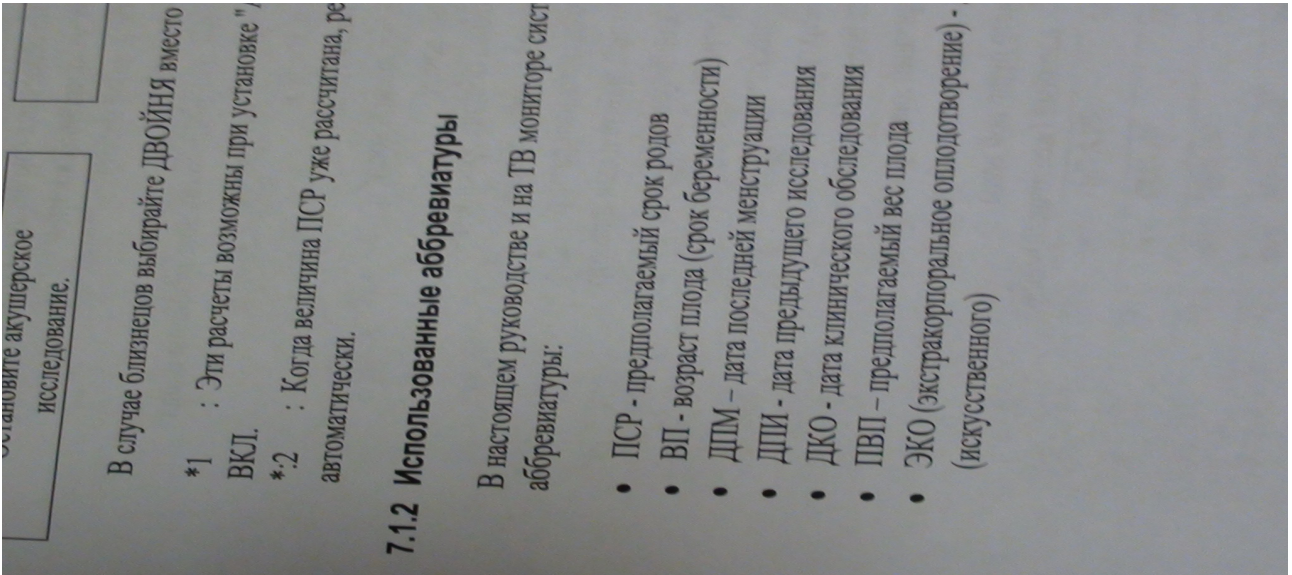 акушерское
исследование.
В случае близнецов выбирайте ДВОЙНЯ вместо
*1 : Эти расчеты возможны при установке "
ВКЛ.
*:2 : Когда величина ПСР уже рассчитана, ре
автоматически.
7.1.2 Использованные аббревиатуры
В настоящем руководстве и на ТВ мониторе сист
аббревиатуры:
• ПСР - предполагаемый срок родов
• ВП - возраст плода (срок беременности)
• ДПМ – дата последней менструации
• ДПИ - дата предыдущего исследования
• ДКО - дата клинического обследования
• ПВП – предполагаемый вес плода
• ЭКО (экстракорпоральное оплодотворение) -
(искусственного)